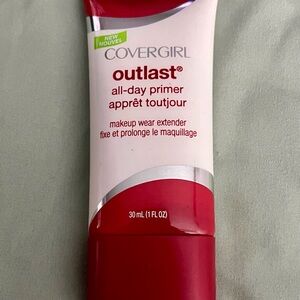 NEW
NOUVEL
COVERGIRL
outlast®
all-day primer
apprêt toutjour
makeup wear extender
fixe et prolonge le maquillage
30 mL (1 FL OZ)